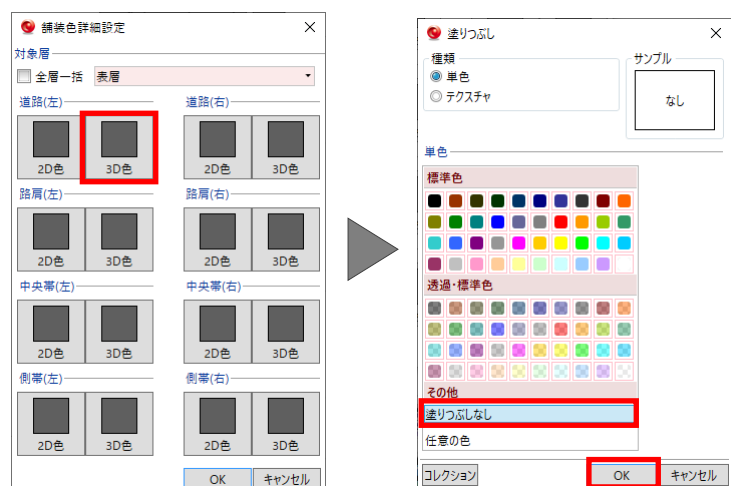 舗装色詳細設定
対象層
全層一括 表層
道路(左) 道路(右)
2D色 3D色 2D色 3D色
路肩(左) 路肩(右)
2D色 3D色 2D色 3D色
中央帯(左) 中央帯(右)
2D色 3D色 2D色 3D色
側帯(左) 側帯(右)
2D色 3D色 2D色 3D色
OK キャンセル
塗りつぶし
種類 サンプル
単色
テクスチャ
なし
単色
標準色
透過・標準色
その他
塗りつぶしなし
任意の色
コレクション OK キャンセル